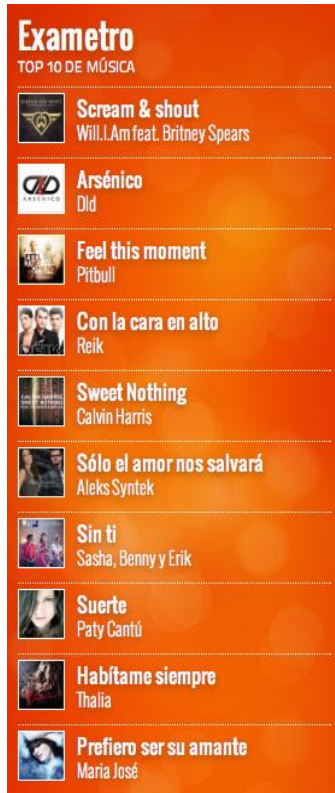 Exametro
TOP 10 DE MÚSICA
Scream & shout
Will.I.Am feat. Britney Spears
ARSÉNICO
Arsénico
Dld
Feel this moment
Pitbull
Con la cara en alto
Reik
Sweet Nothing
Calvin Harris
Sólo el amor nos salvará
Aleks Syntek
Sin ti
Sasha, Benny y Erik
Suerte
Paty Cantú
Habítame siempre
Thalia
Prefiero ser su amante
Maria José